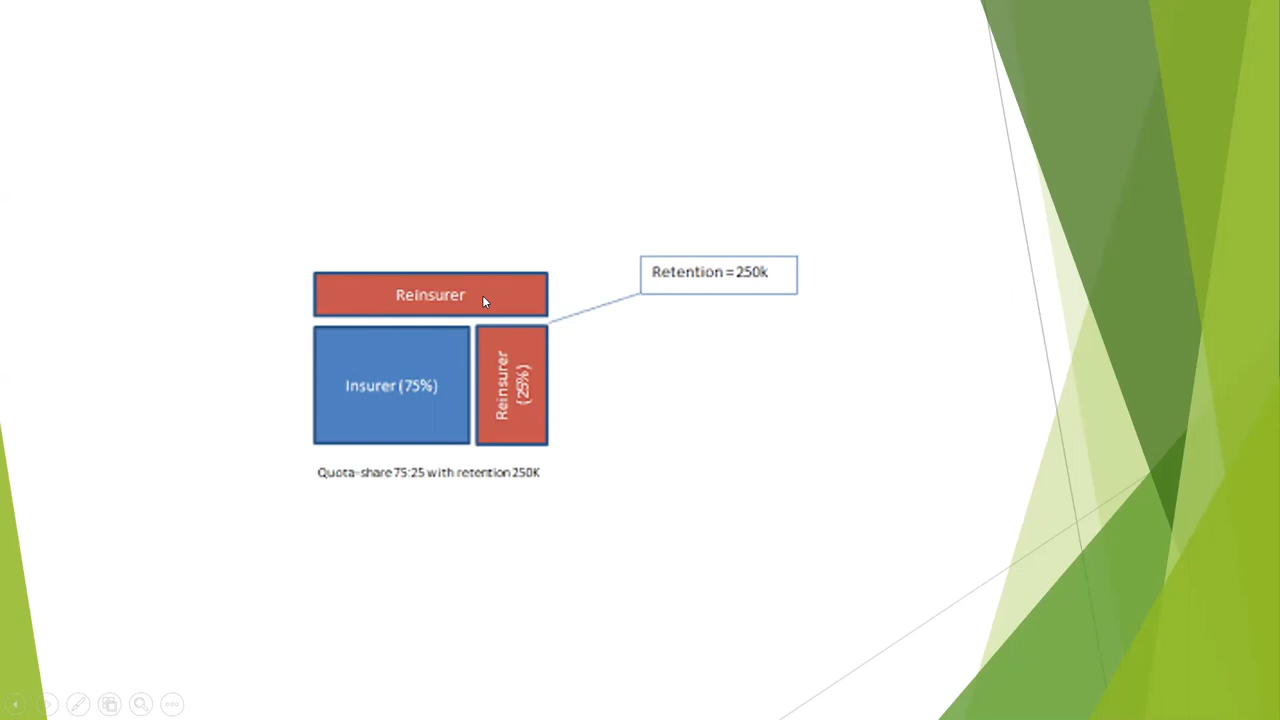 Retention = 250k
Reinsurer
Insurer (75%)
Reinsurer
(25%)
Quota-share 75:25 with retention 250K